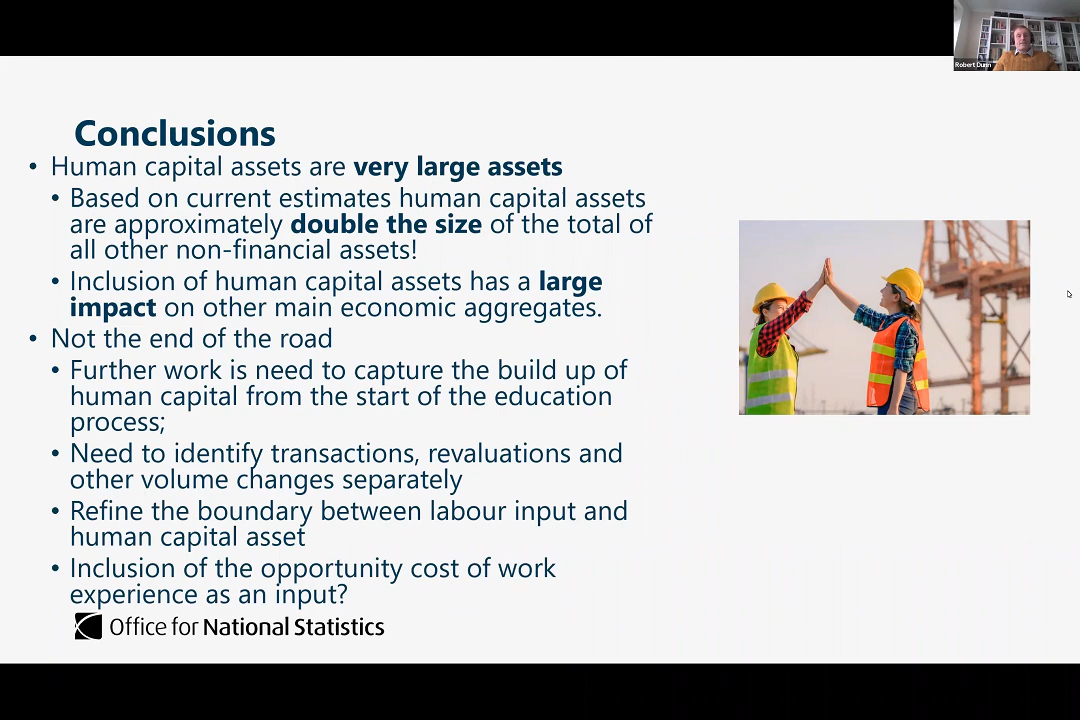 Robert Dunn
Conclusions
• Human capital assets are very large assets
• Based on current estimates human capital assets
are approximately double the size of the total of
all other non-financial assets!
• Inclusion of human capital assets has a large
impact on other main economic aggregates.
• Not the end of the road
• Further work is need to capture the build up of
human capital from the start of the education
process;
• Need to identify transactions, revaluations and
other volume changes separately
• Refine the boundary between labour input and
human capital asset
• Inclusion of the opportunity cost of work
experience as an input?
Office for National Statistics